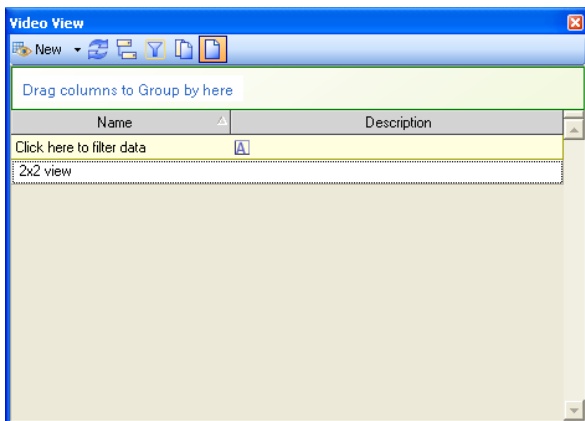 Video View
New
Drag columns to Group by here
Name Description
Click here to filter data A
2x2 view